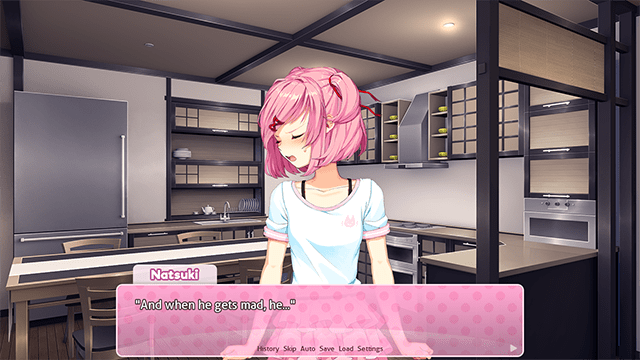 Natsuki
"And when he gets mad, he..."
History Skip Auto Save Load Settings